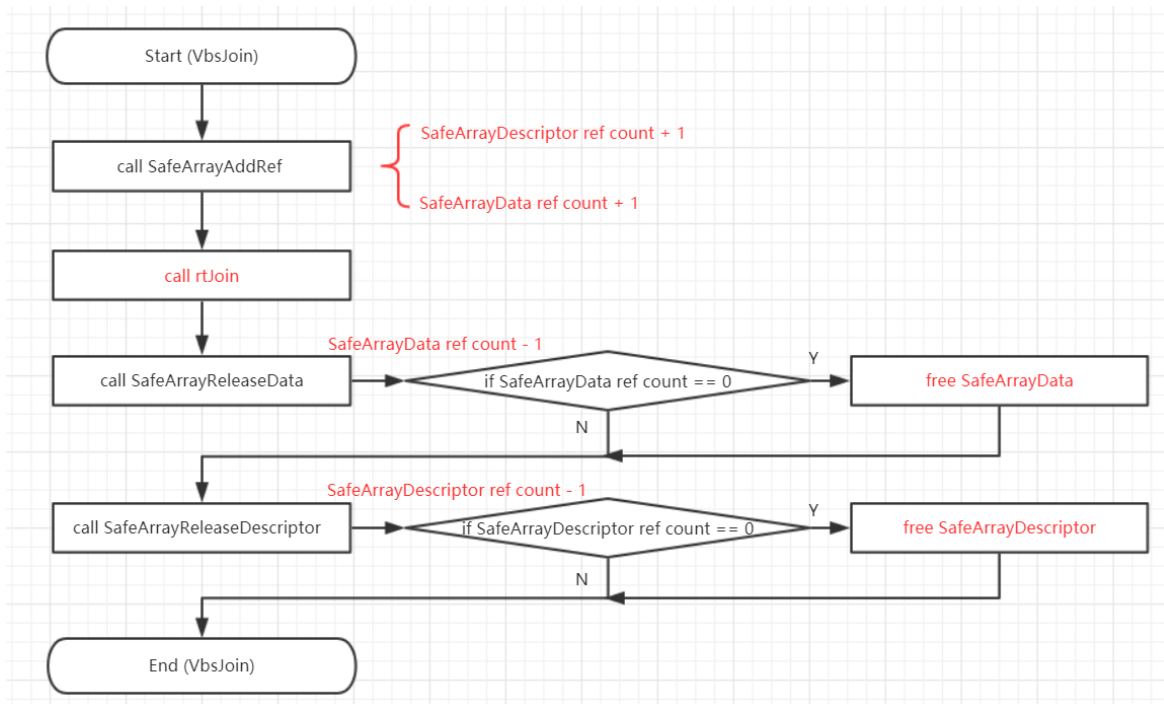 Start (VbsJoin)
SafeArrayDescriptor ref count + 1
call SafeArrayAddRef
SafeArrayData ref count + 1
call rtJoin
SafeArrayData ref count - 1
Y
call SafeArrayReleaseData
if SafeArrayData ref count == 0
free SafeArrayData
N
SafeArrayDescriptor ref count - 1
Y
call SafeArrayReleaseDescriptor
if SafeArrayDescriptor ref count == 0
free SafeArrayDescriptor
N
End (VbsJoin)